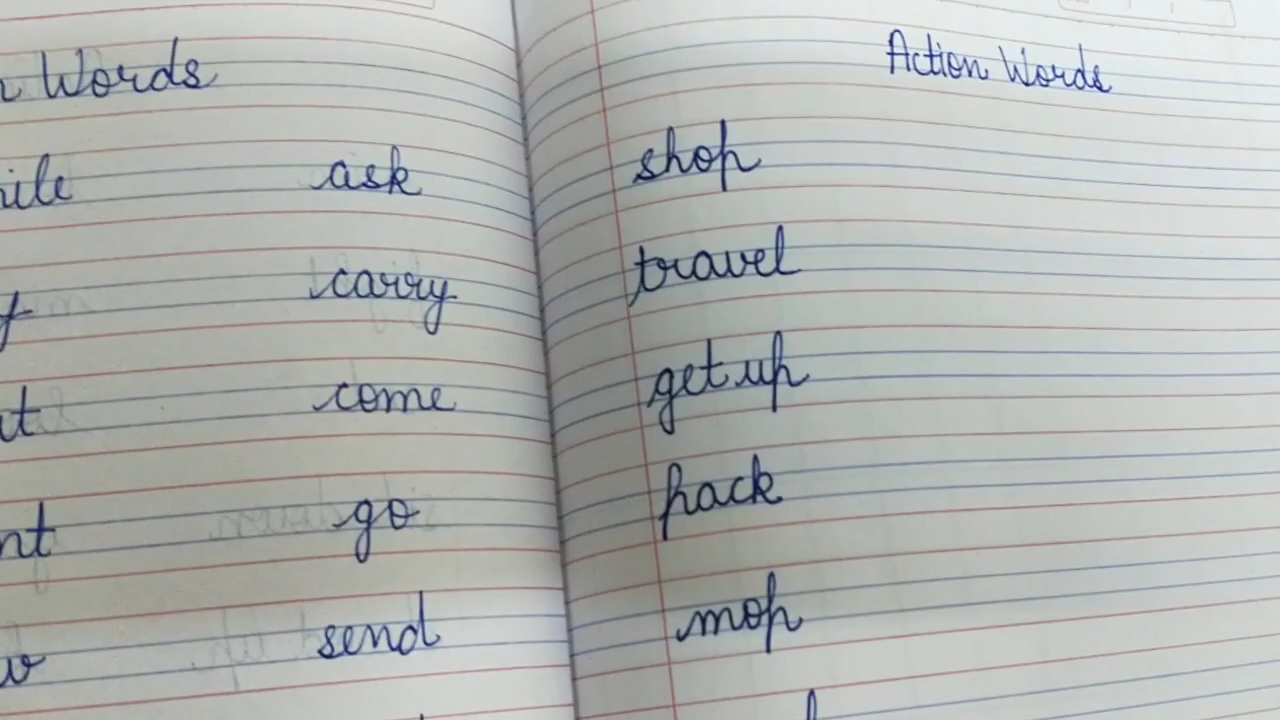 Words
ask
carry
come
go
send
Action Words
shop
travel
get up
pack
mop